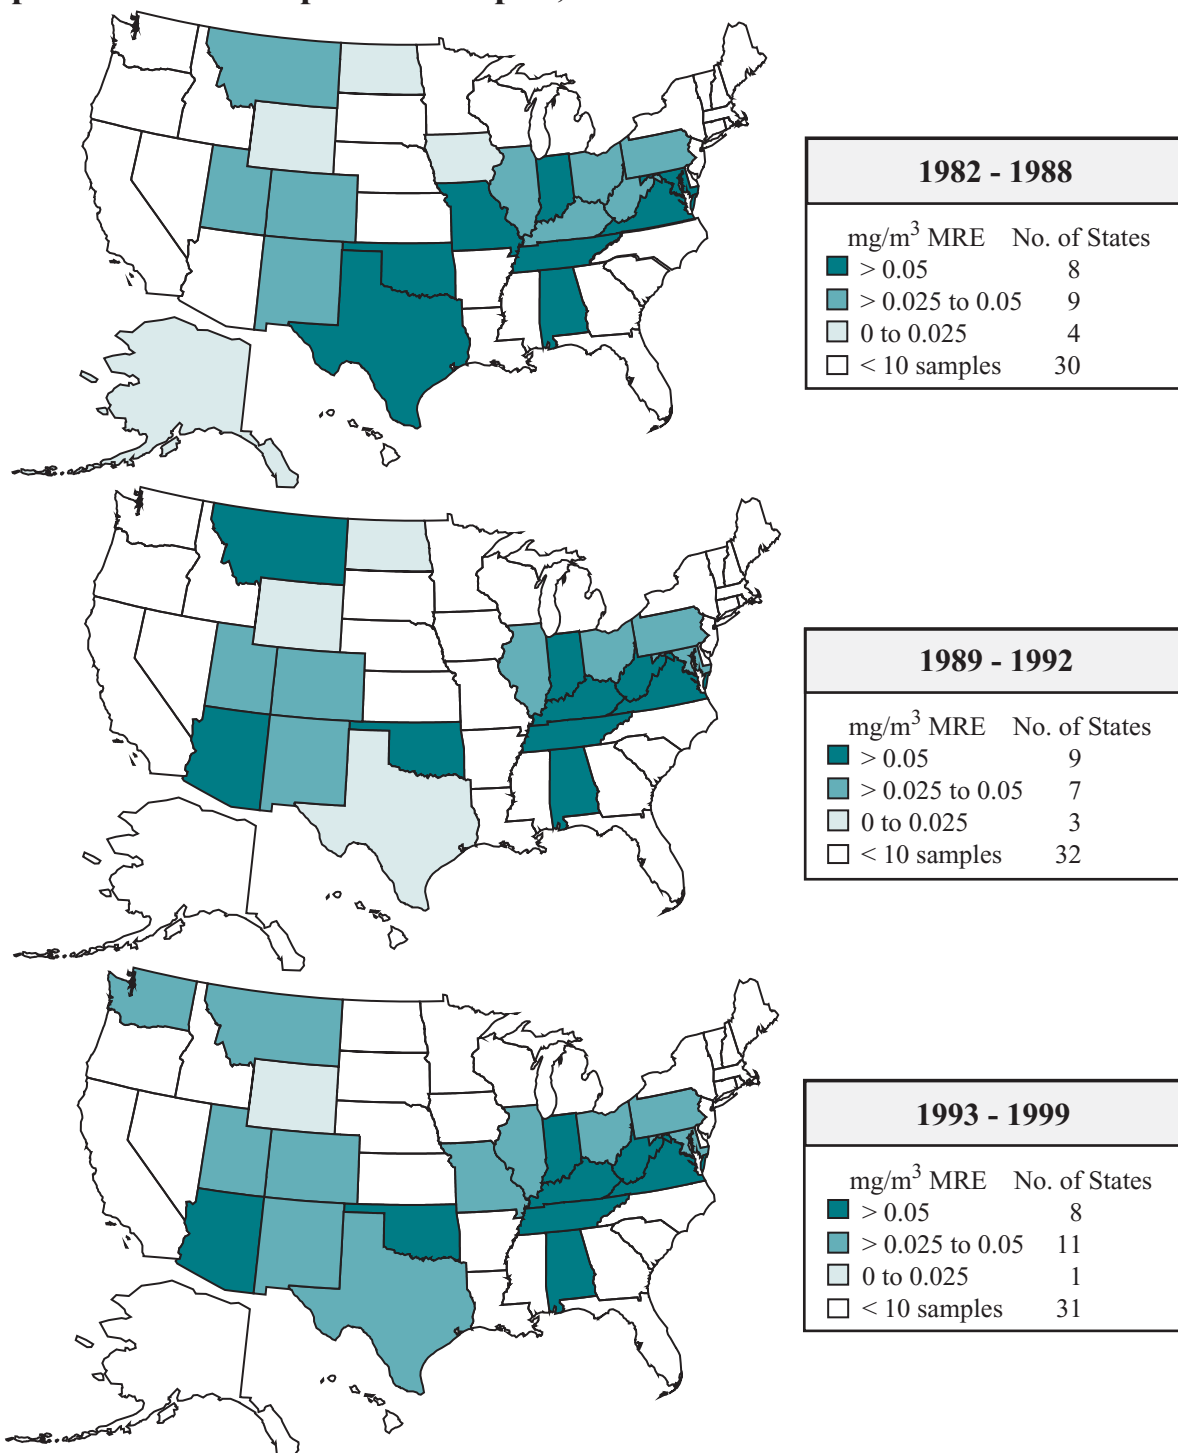 1982 - 1988
mg/m³ MRE No. of States
> 0.05 8
> 0.025 to 0.05 9
0 to 0.025 4
< 10 samples 30
1989 - 1992
mg/m³ MRE No. of States
> 0.05 9
> 0.025 to 0.05 7
0 to 0.025 3
< 10 samples 32
1993 - 1999
mg/m³ MRE No. of States
> 0.05 8
> 0.025 to 0.05 11
0 to 0.025 1
< 10 samples 31